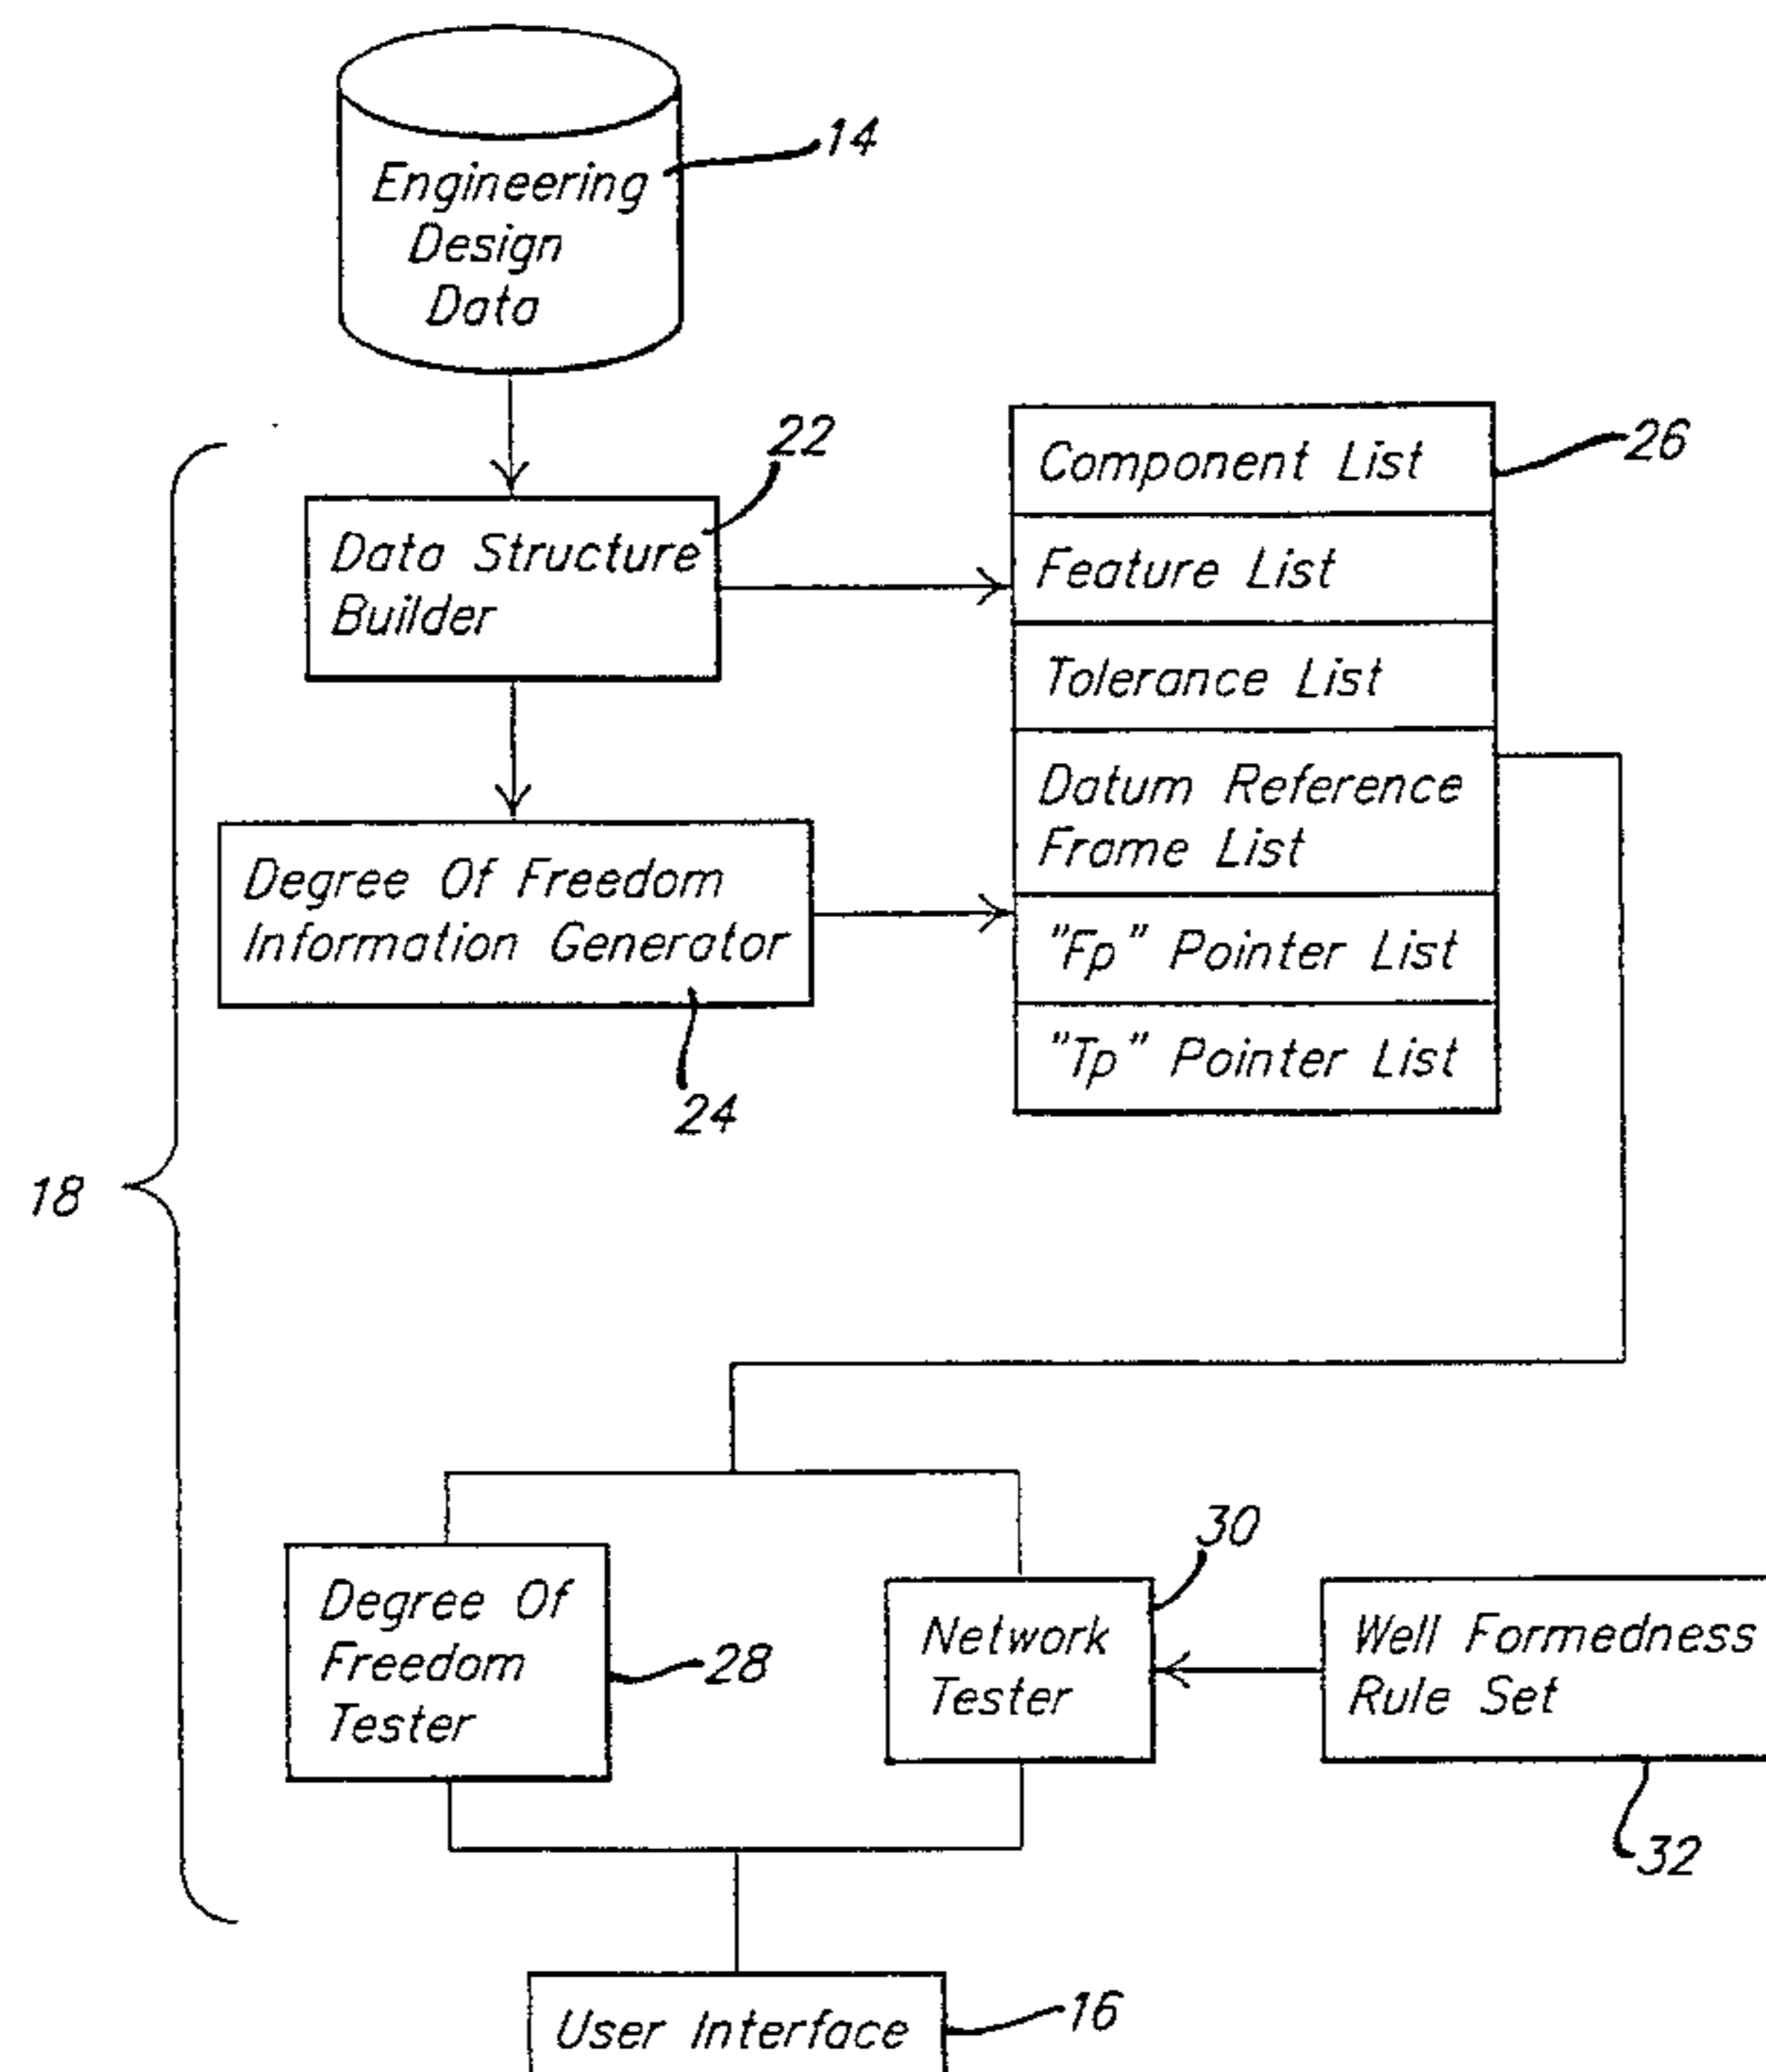 Engineering
Design
Data
14
22
Data Structure
Builder
Component List
26
Feature List
Tolerance List
Datum Reference
Frame List
"Fp" Pointer List
"Tp" Pointer List
Degree Of Freedom
Information Generator
24
18
Degree Of
Freedom
Tester
28
30
Network
Tester
Well Formedness
Rule Set
32
User Interface
16